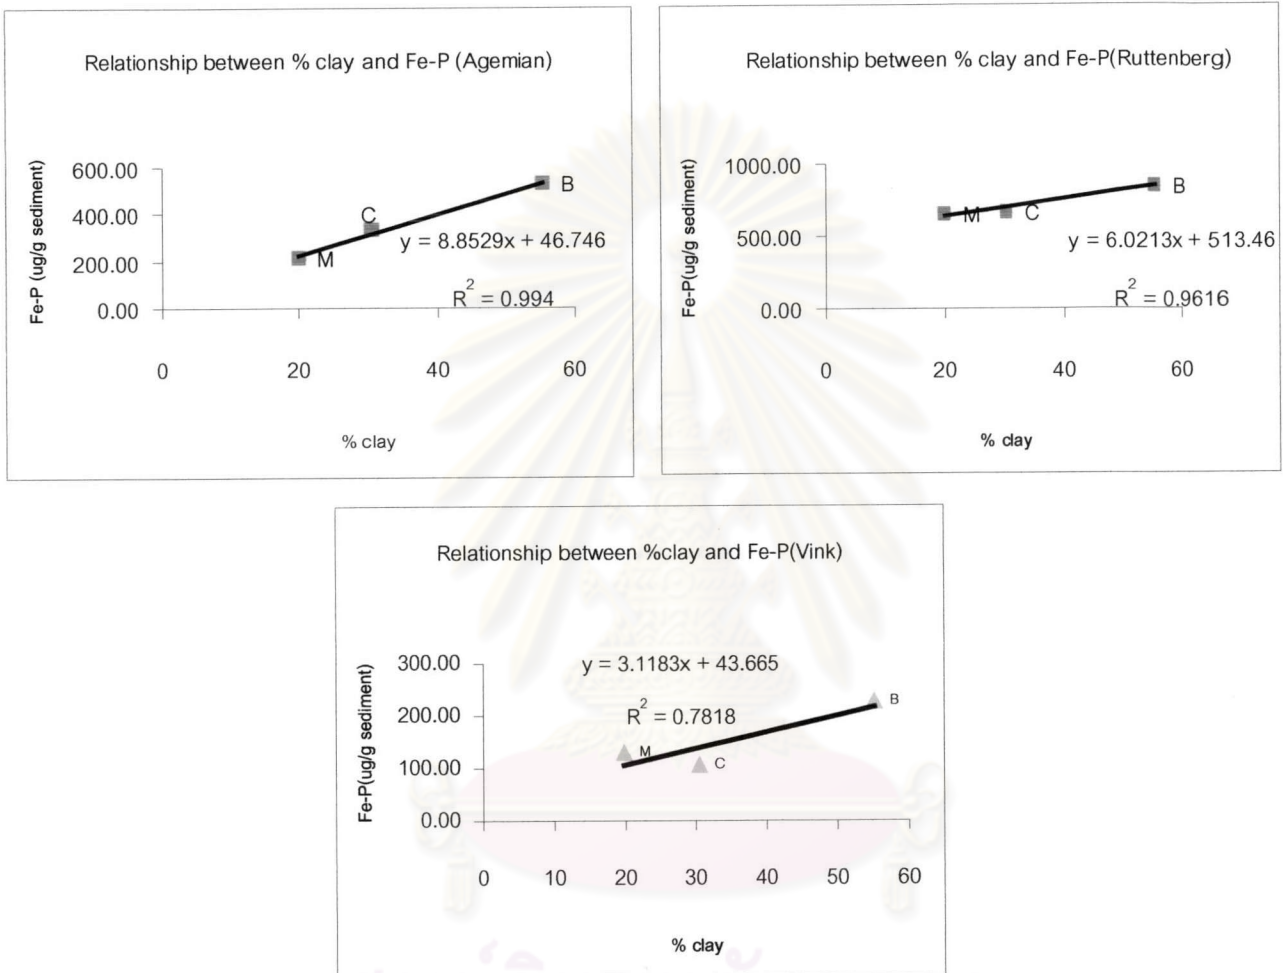 Relationship between % clay and Fe-P (Agemian)
Fe-P (ug/g sediment)
600.00
400.00
200.00
0.00
C
B
M
y = 8.8529x + 46.746
R2 = 0.994
0 20 40 60
% clay
Relationship between % clay and Fe-P(Ruttenberg)
Fe-P(ug/g sediment)
1000.00
500.00
0.00
B
M C
y = 6.0213x + 513.46
R2 = 0.9616
0 20 40 60
% clay
Relationship between %clay and Fe-P(Vink)
Fe-P(ug/g sediment)
300.00
200.00
100.00
0.00
y = 3.1183x + 43.665
R2 = 0.7818
B
M
C
0 10 20 30 40 50 60
% clay